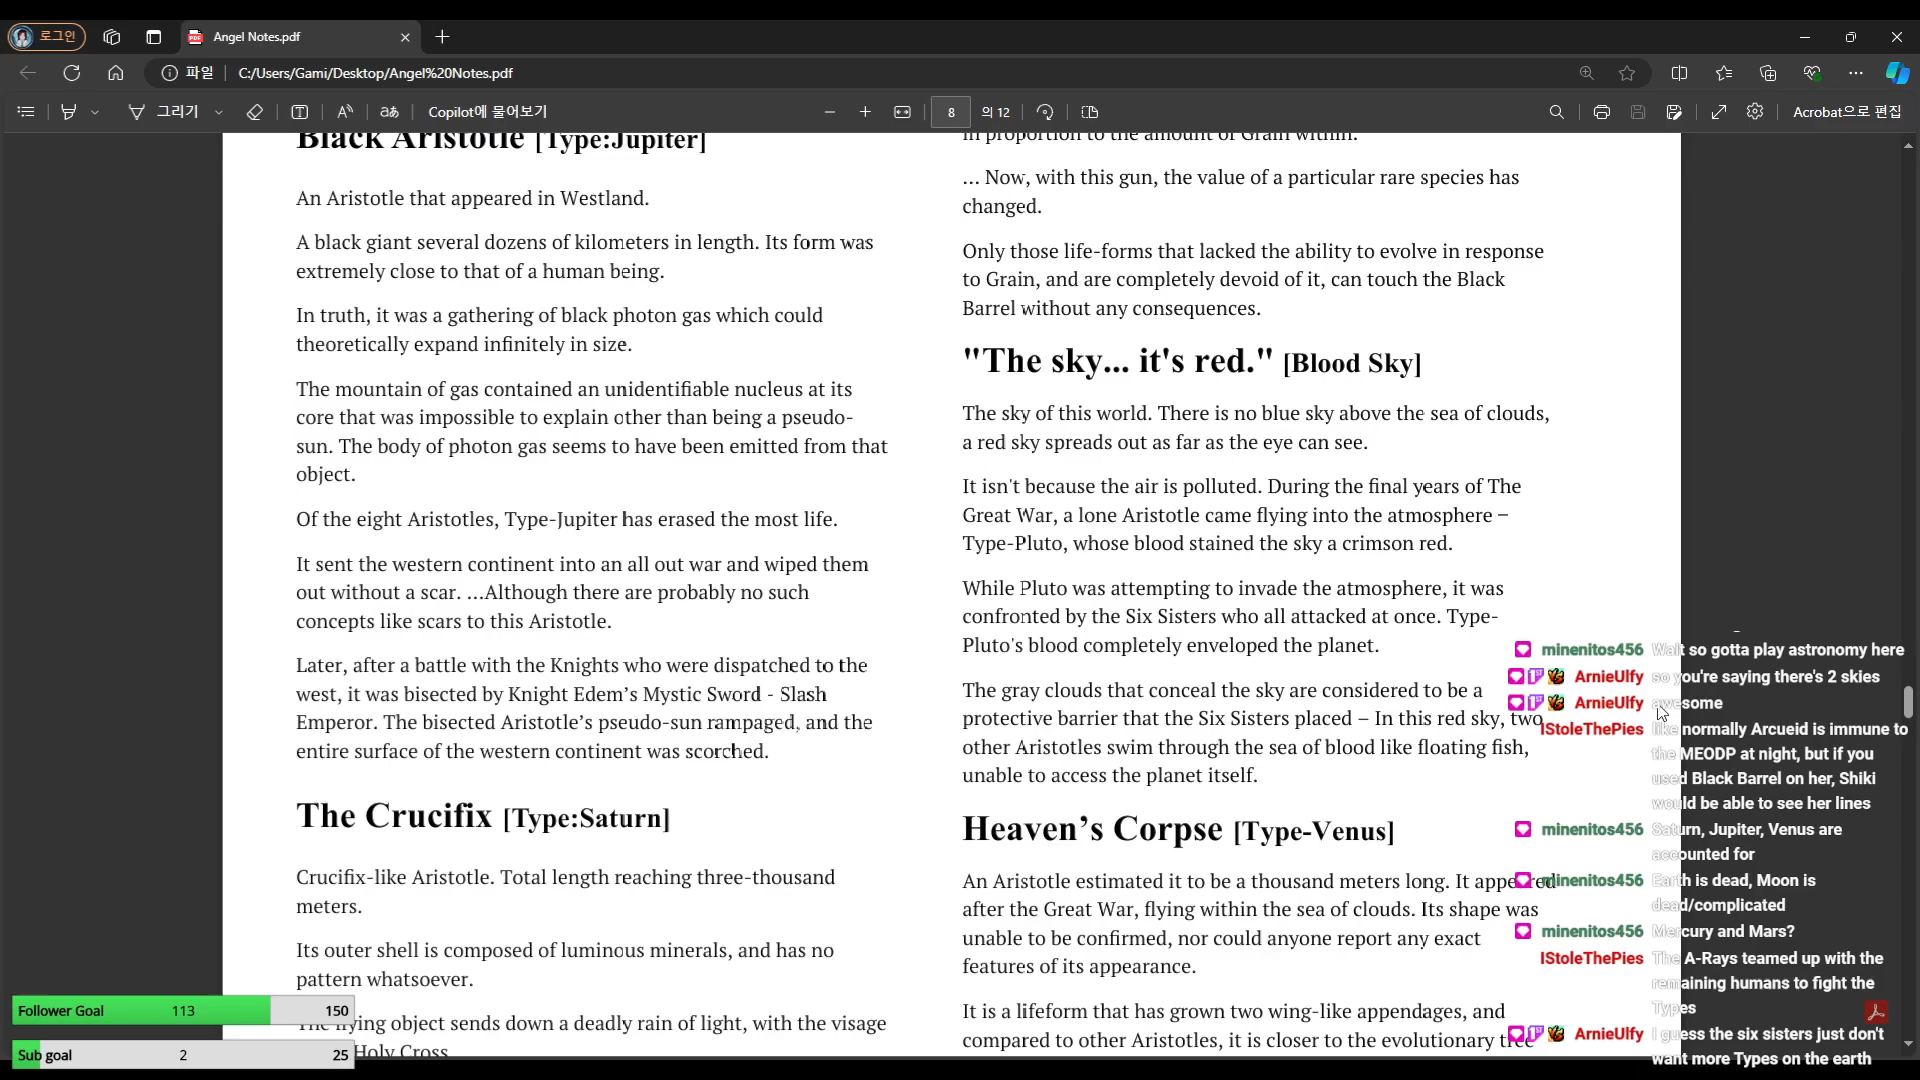 로그인
Angel Notes.pdf
파일
C:/Users/Gami/Desktop/Angel%20Notes.pdf
그리기
Copilot에 물어보기
8
의 12
Acrobat으로 편집
Black Aristotle [Type:Jupiter]
An Aristotle that appeared in Westland.
A black giant several dozens of kilometers in length. Its form was
extremely close to that of a human being.
In truth, it was a gathering of black photon gas which could
theoretically expand infinitely in size.
The mountain of gas contained an unidentifiable nucleus at its
core that was impossible to explain other than being a pseudo-
sun. The body of photon gas seems to have been emitted from that
object.
Of the eight Aristotles, Type-Jupiter has erased the most life.
It sent the western continent into an all out war and wiped them
out without a scar. ...Although there are probably no such
concepts like scars to this Aristotle.
Later, after a battle with the Knights who were dispatched to the
west, it was bisected by Knight Edem's Mystic Sword - Slash
Emperor. The bisected Aristotle's pseudo-sun rampaged, and the
entire surface of the western continent was scorched.
The Crucifix [Type:Saturn]
Crucifix-like Aristotle. Total length reaching three-thousand
meters.
Its outer shell is composed of luminous minerals, and has no
pattern whatsoever.
flying object sends down a deadly rain of light, with the visage
Holy Cross
in proportion to the amount of Grain within.
... Now, with this gun, the value of a particular rare species has
changed.
Only those life-forms that lacked the ability to evolve in response
to Grain, and are completely devoid of it, can touch the Black
Barrel without any consequences.
"The sky... it's red." [Blood Sky]
The sky of this world. There is no blue sky above the sea of clouds,
a red sky spreads out as far as the eye can see.
It isn't because the air is polluted. During the final years of The
Great War, a lone Aristotle came flying into the atmosphere –
Type-Pluto, whose blood stained the sky a crimson red.
While Pluto was attempting to invade the atmosphere, it was
confronted by the Six Sisters who all attacked at once. Type-
Pluto's blood completely enveloped the planet.
The gray clouds that conceal the sky are considered to be a
protective barrier that the Six Sisters placed – In this red sky, two
other Aristotles swim through the sea of blood like floating fish,
unable to access the planet itself.
Heaven's Corpse [Type-Venus]
An Aristotle estimated it to be a thousand meters long. It appeared
after the Great War, flying within the sea of clouds. Its shape was
unable to be confirmed, nor could anyone report any exact
features of its appearance.
It is a lifeform that has grown two wing-like appendages, and
compared to other Aristotles, it is closer to the evolutionary tree
minenitos456 Wait so gotta play astronomy here
ArnieUlfy so you're saying there's 2 skies
ArnieUlfy awesome
IStoleThePies like normally Arcueid is immune to
the MEODP at night, but if you
used Black Barrel on her, Shiki
would be able to see her lines
minenitos456 Saturn, Jupiter, Venus are
accounted for
minenitos456 Earth is dead, Moon is
dead/complicated
minenitos456 Mercury and Mars?
IStoleThePies The A-Rays teamed up with the
remaining humans to fight the
Types
ArnieUlfy I guess the six sisters just don't
want more Types on the earth
Follower Goal 113 150
Sub goal 2 25